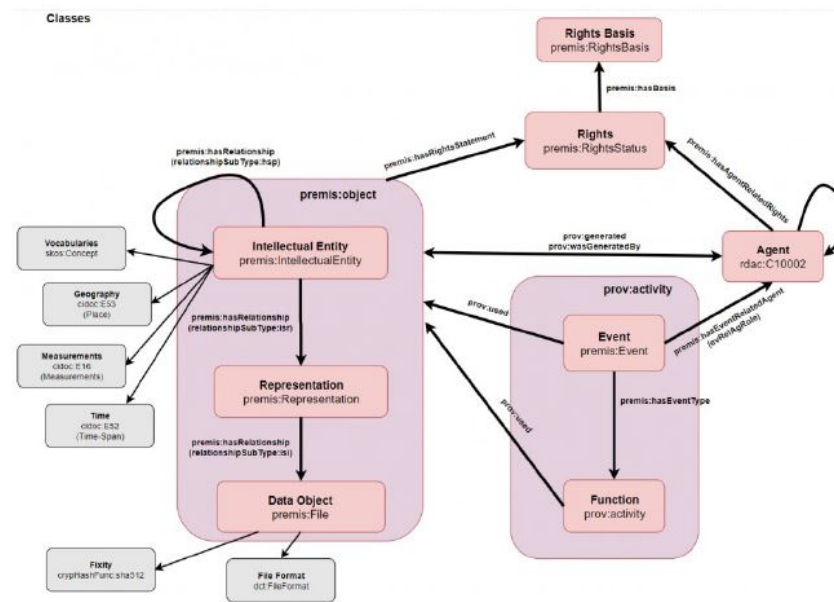 Classes
Rights Basis
premis:RightsBasis
premis:hasBasis
Rights
premis:RightsStatus
premis:hasRelationship
(relationshipSubType:hsp)
premis:hasRightsStatement
premis:hasAgentRelatedRights
premis:object
Vocabularies
skos:Concept
Intellectual Entity
premis:IntellectualEntity
prov:generated
prov:wasGeneratedBy
Agent
rdac:C10002
Geography
cidoc:E53
(Place)
premis:hasRelationship
(relationshipSubType:isr)
prov:used
prov:activity
Event
premis:Event
premis:hasEventRelatedAgent
(evRelAgRole)
Measurements
cidoc:E16
(Measurements)
Representation
premis:Representation
premis:hasEventType
Time
cidoc:E52
(Time-Span)
premis:hasRelationship
(relationshipSubType:isi)
prov:used
Data Object
premis:File
Function
prov:activity
Fixity
crypHashFunc:sha512
File Format
dct:FileFormat